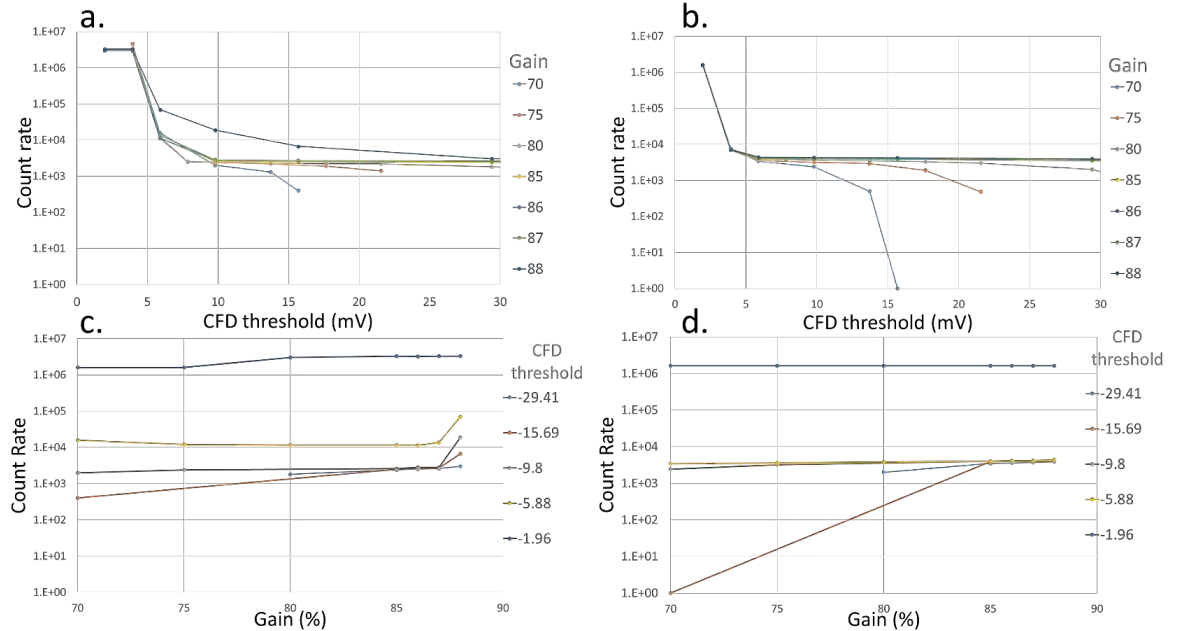 a.
1.E+07
1.E+06
1.E+05
1.E+04
1.E+03
1.E+02
1.E+01
1.E+00
Count rate
0 5 10 15 20 25 30
CFD threshold (mV)
Gain
70
75
80
85
86
87
88
b.
1.E+07
1.E+06
1.E+05
1.E+04
1.E+03
1.E+02
1.E+01
1.E+00
Count rate
0 5 10 15 20 25 30
CFD threshold (mV)
Gain
70
75
80
85
86
87
88
c.
1.E+07
1.E+06
1.E+05
1.E+04
1.E+03
1.E+02
1.E+01
1.E+00
Count Rate
70 75 80 85 90
Gain (%)
CFD
threshold
-29.41
-15.69
-9.8
-5.88
-1.96
d.
1.E+07
1.E+06
1.E+05
1.E+04
1.E+03
1.E+02
1.E+01
1.E+00
Count Rate
70 75 80 85 90
Gain (%)
CFD
threshold
-29.41
-15.69
-9.8
-5.88
-1.96